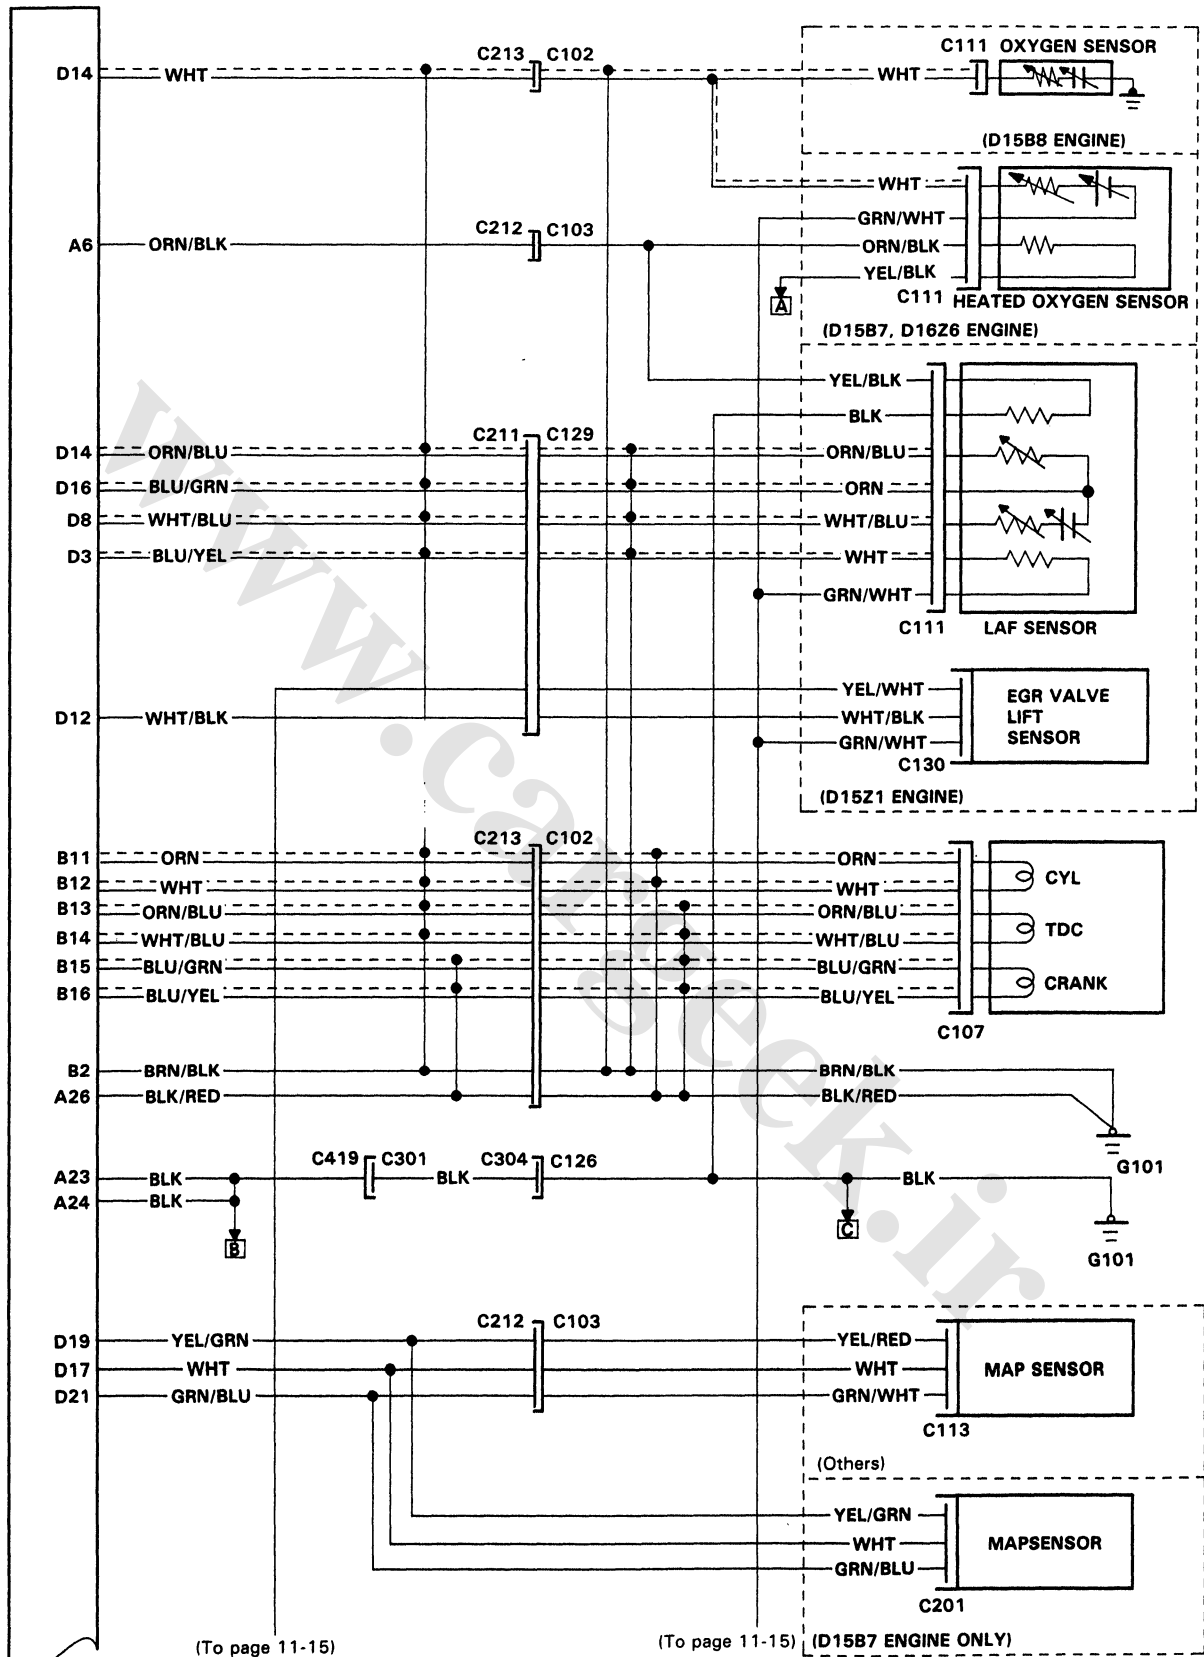 C213 C102
C111 OXYGEN SENSOR
D14 WHT WHT
(D15B8 ENGINE)
WHT
GRN/WHT
C212 C103
A6 ORN/BLK ORN/BLK
YEL/BLK
A
C111 HEATED OXYGEN SENSOR
(D15B7, D16Z6 ENGINE)
YEL/BLK
BLK
C211 C129
D14 ORN/BLU ORN/BLU
D16 BLU/GRN ORN
D8 WHT/BLU WHT/BLU
D3 BLU/YEL WHT
GRN/WHT
C111 LAF SENSOR
YEL/WHT
D12 WHT/BLK WHT/BLK
GRN/WHT
EGR VALVE
LIFT
SENSOR
C130
(D15Z1 ENGINE)
C213 C102
B11 ORN ORN
CYL
B12 WHT WHT
B13 ORN/BLU ORN/BLU
TDC
B14 WHT/BLU WHT/BLU
B15 BLU/GRN BLU/GRN
CRANK
B16 BLU/YEL BLU/YEL
C107
B2 BRN/BLK BRN/BLK
A26 BLK/RED BLK/RED
G101
C419 C301 C304 C126
A23 BLK BLK BLK
A24 BLK
B
C
G101
C212 C103
D19 YEL/GRN YEL/RED
D17 WHT WHT MAP SENSOR
D21 GRN/BLU GRN/WHT
C113
(Others)
YEL/GRN
WHT MAPSENSOR
GRN/BLU
C201
(To page 11-15) (To page 11-15) (D15B7 ENGINE ONLY)
www.cargeek.ir